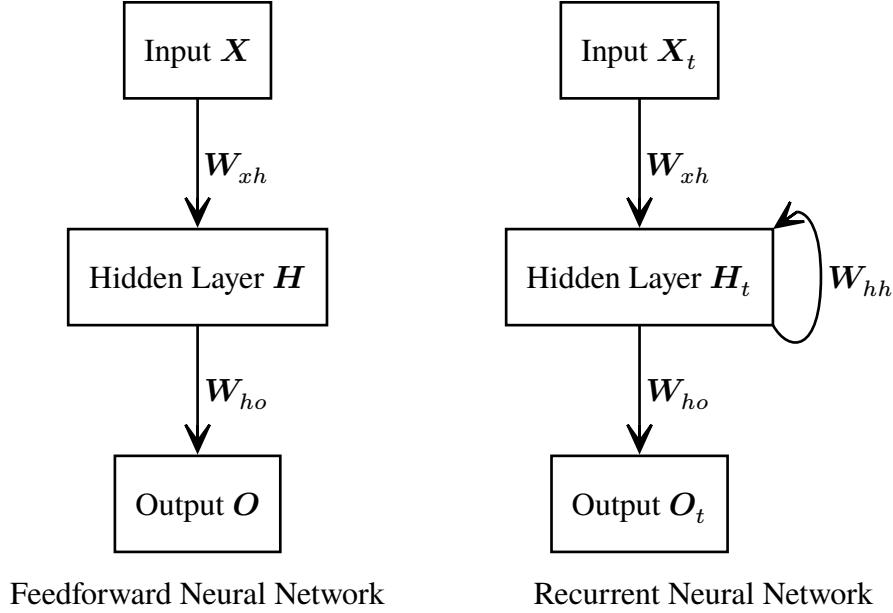 Input X
Input X_t
W_xh
W_xh
Hidden Layer H
Hidden Layer H_t
W_hh
W_ho
W_ho
Output O
Output O_t
Feedforward Neural Network
Recurrent Neural Network